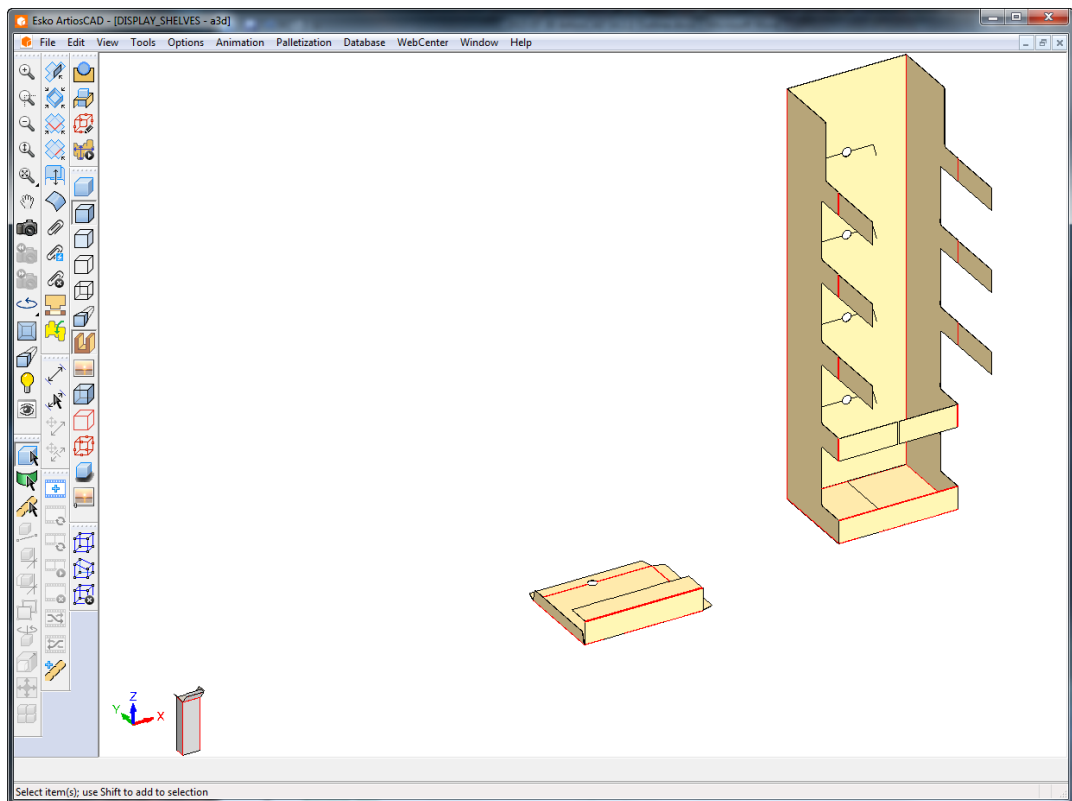 Esko ArtiosCAD - [DISPLAY_SHELVES - a3d]
File Edit View Tools Options Animation Palletization Database WebCenter Window Help
Z
Y
X
Select item(s); use Shift to add to selection